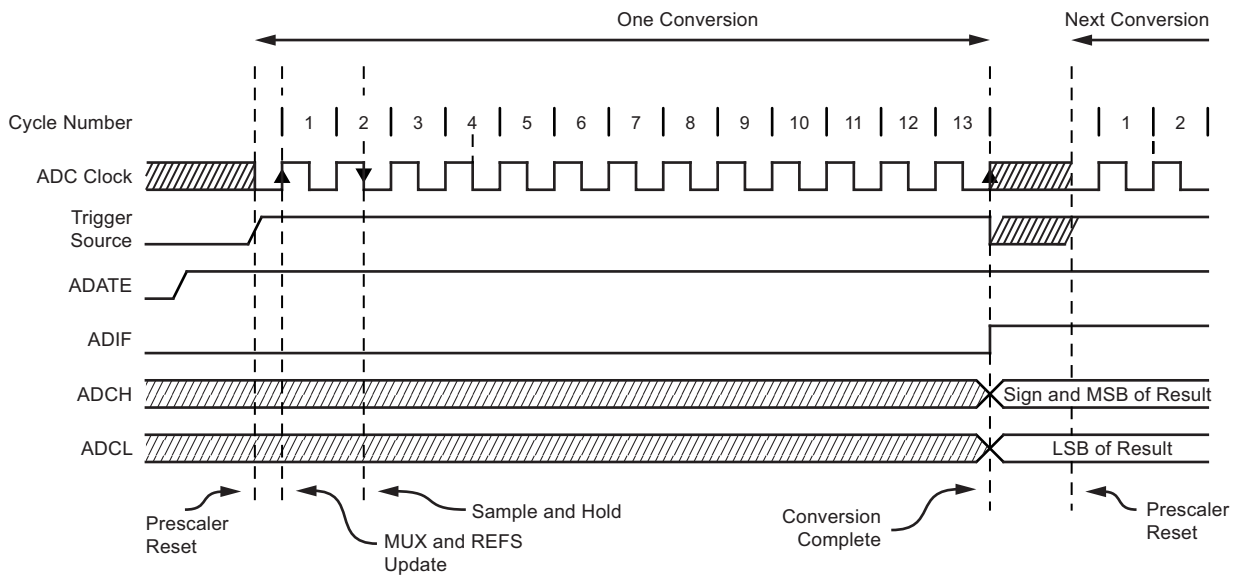 One Conversion
Next Conversion
Cycle Number
1 2 3 4 5 6 7 8 9 10 11 12 13
1 2
ADC Clock
Trigger
Source
ADATE
ADIF
ADCH
Sign and MSB of Result
ADCL
LSB of Result
Prescaler
Reset
MUX and REFS
Update
Sample and Hold
Conversion
Complete
Prescaler
Reset